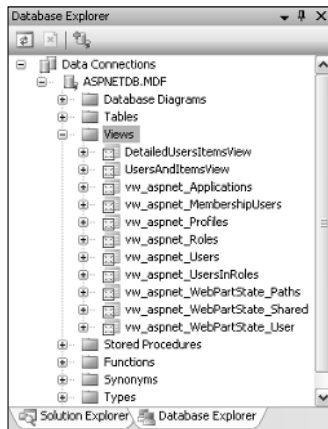 Database Explorer
Data Connections
ASPNETDB.MDF
Database Diagrams
Tables
Views
DetailedUsersItemsView
UsersAndItemsView
vw_aspnet_Applications
vw_aspnet_MembershipUsers
vw_aspnet_Profiles
vw_aspnet_Roles
vw_aspnet_Users
vw_aspnet_UsersInRoles
vw_aspnet_WebPartState_Paths
vw_aspnet_WebPartState_Shared
vw_aspnet_WebPartState_User
Stored Procedures
Functions
Synonyms
Types
Solution Explorer Database Explorer